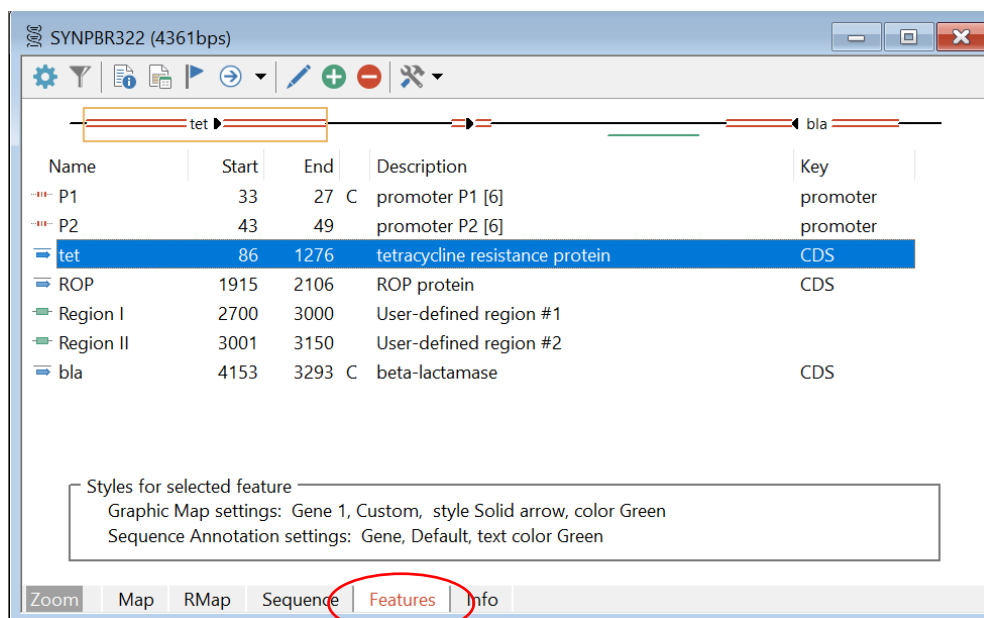 SYNPBR322 (4361bps)
tet bla
Name Start End Description Key
P1 33 27 C promoter P1 [6] promoter
P2 43 49 promoter P2 [6] promoter
tet 86 1276 tetracycline resistance protein CDS
ROP 1915 2106 ROP protein CDS
Region I 2700 3000 User-defined region #1
Region II 3001 3150 User-defined region #2
bla 4153 3293 C beta-lactamase CDS
Styles for selected feature
Graphic Map settings: Gene 1, Custom, style Solid arrow, color Green
Sequence Annotation settings: Gene, Default, text color Green
Zoom Map RMap Sequence Features Info